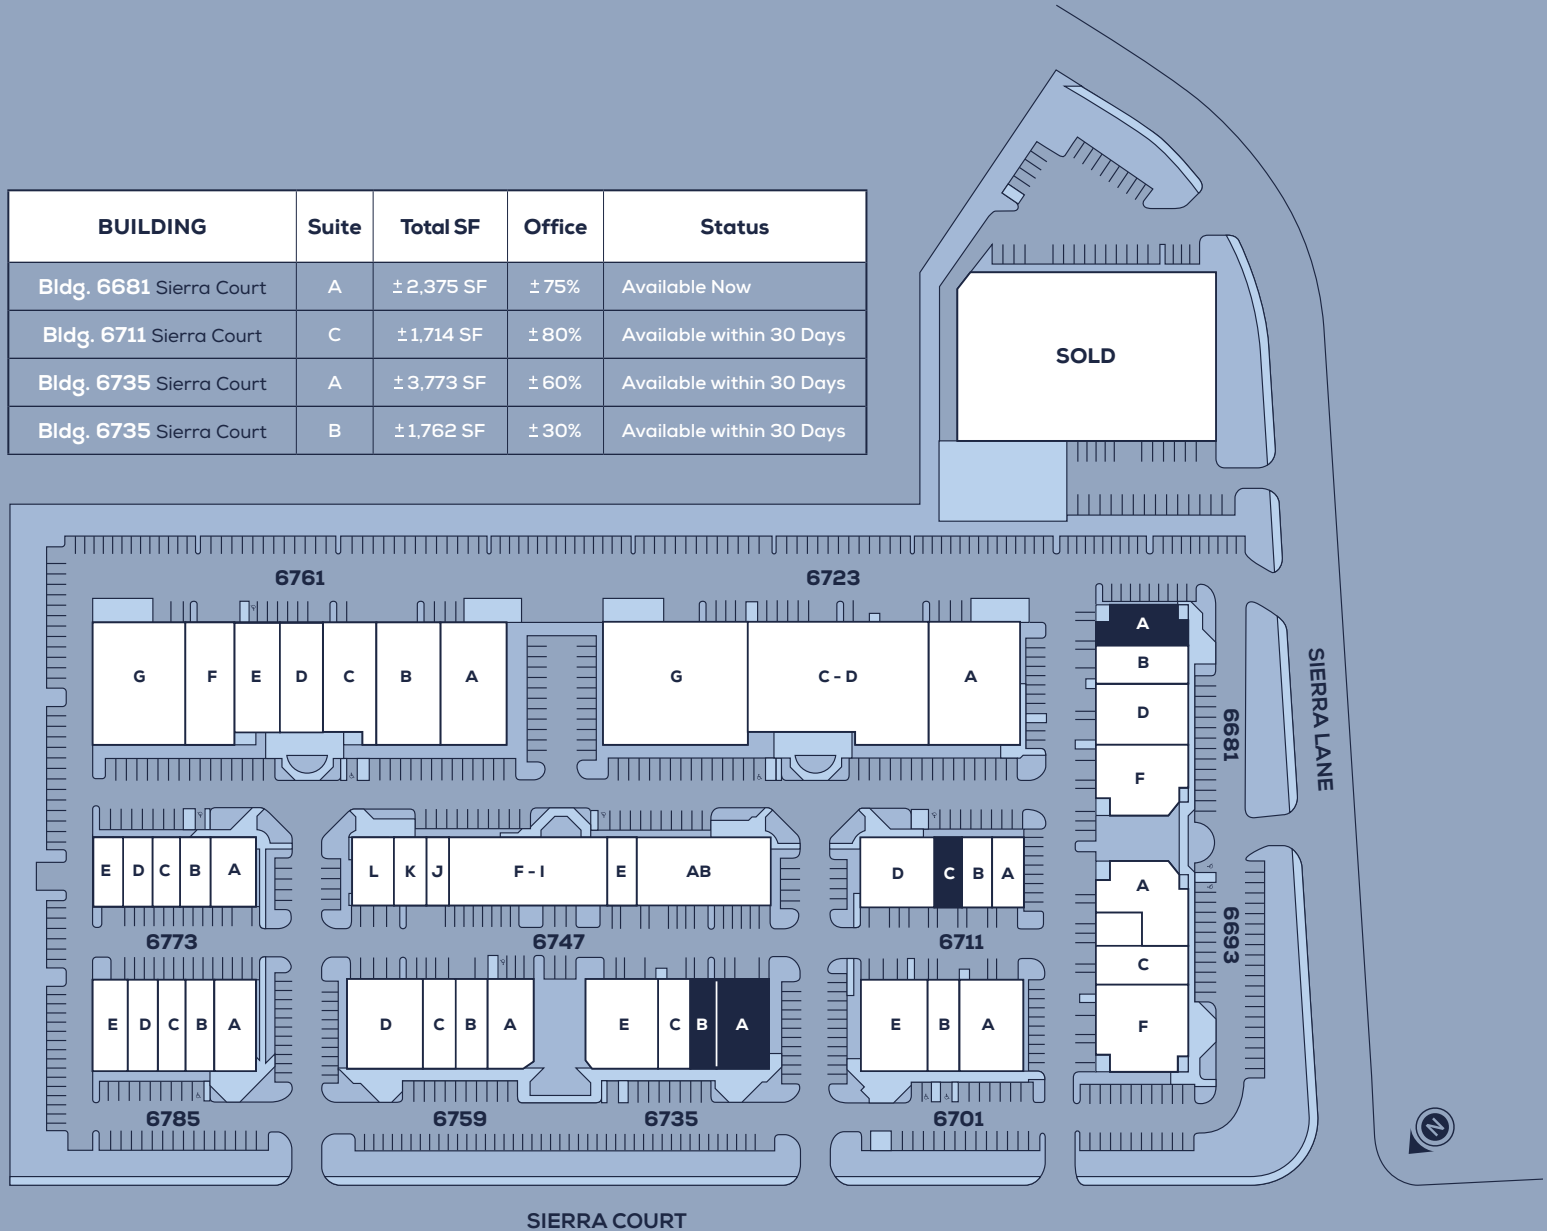 BUILDING Suite Total SF Office Status
Bldg. 6681 Sierra Court A ± 2,375 SF ± 75% Available Now
Bldg. 6711 Sierra Court C ± 1,714 SF ± 80% Available within 30 Days
Bldg. 6735 Sierra Court A ± 3,773 SF ± 60% Available within 30 Days
Bldg. 6735 Sierra Court B ± 1,762 SF ± 30% Available within 30 Days
SOLD
6761 6723
G F E D C B A
G C - D A
A
B
D
F
6681
SIERRA LANE
E D C B A
L K J F - I E AB
D C B A
6773 6747 6711
A
C
F
6693
E D C B A
D C B A
E C B A
E B A
6785 6759 6735 6701
N
SIERRA COURT